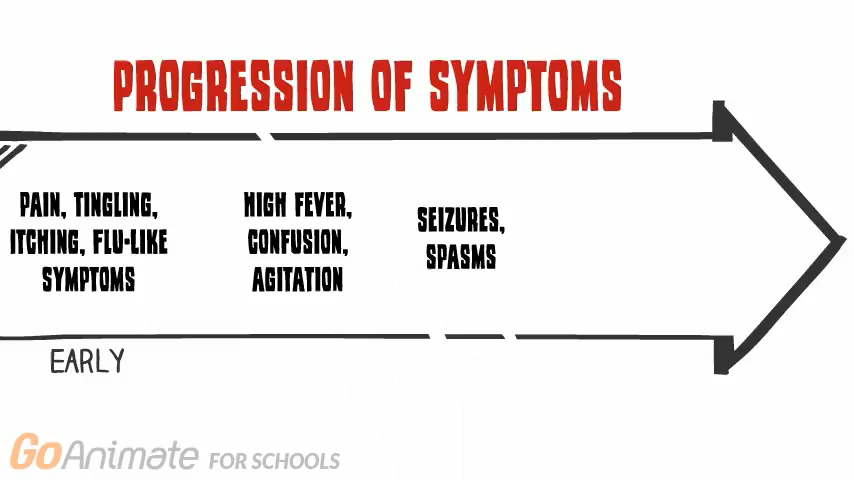 PROGRESSION OF SYMPTOMS
PAIN, TINGLING,
ITCHING, FLU-LIKE
SYMPTOMS
HIGH FEVER,
CONFUSION,
AGITATION
SEIZURES,
SPASMS
EARLY
GoAnimate FOR SCHOOLS